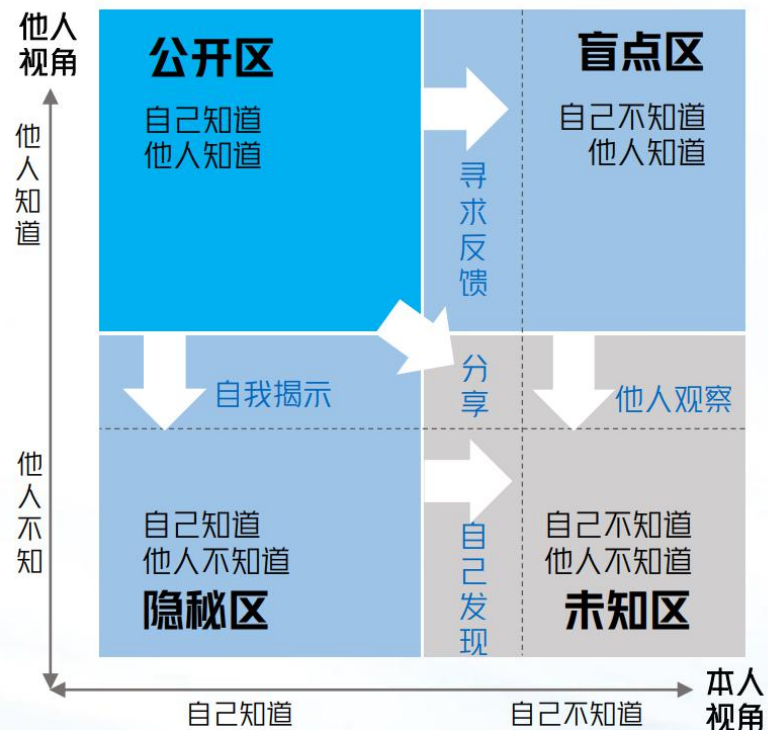 他人
视角
公开区
自己知道
他人知道
盲点区
自己不知道
他人知道
他人知道
寻求反馈
分享
自我揭示
他人观察
他人不知
自己知道
他人不知道
隐秘区
自己发现
自己不知道
他人不知道
未知区
自己知道
自己不知道
本人
视角